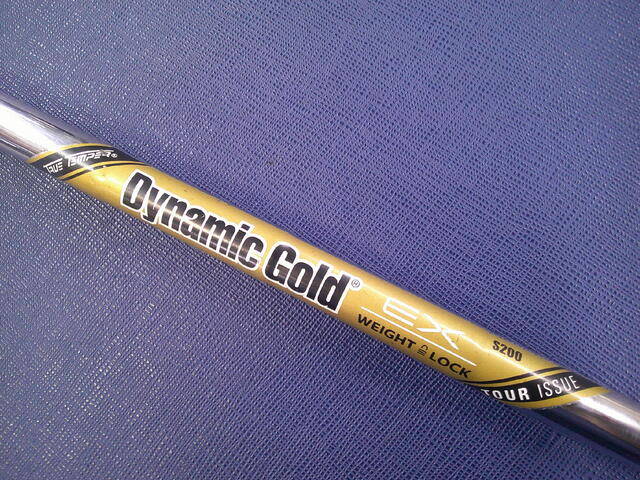 TRUE TEMPER®
Dynamic Gold®
EX
WEIGHT LOCK
S200
TOUR ISSUE